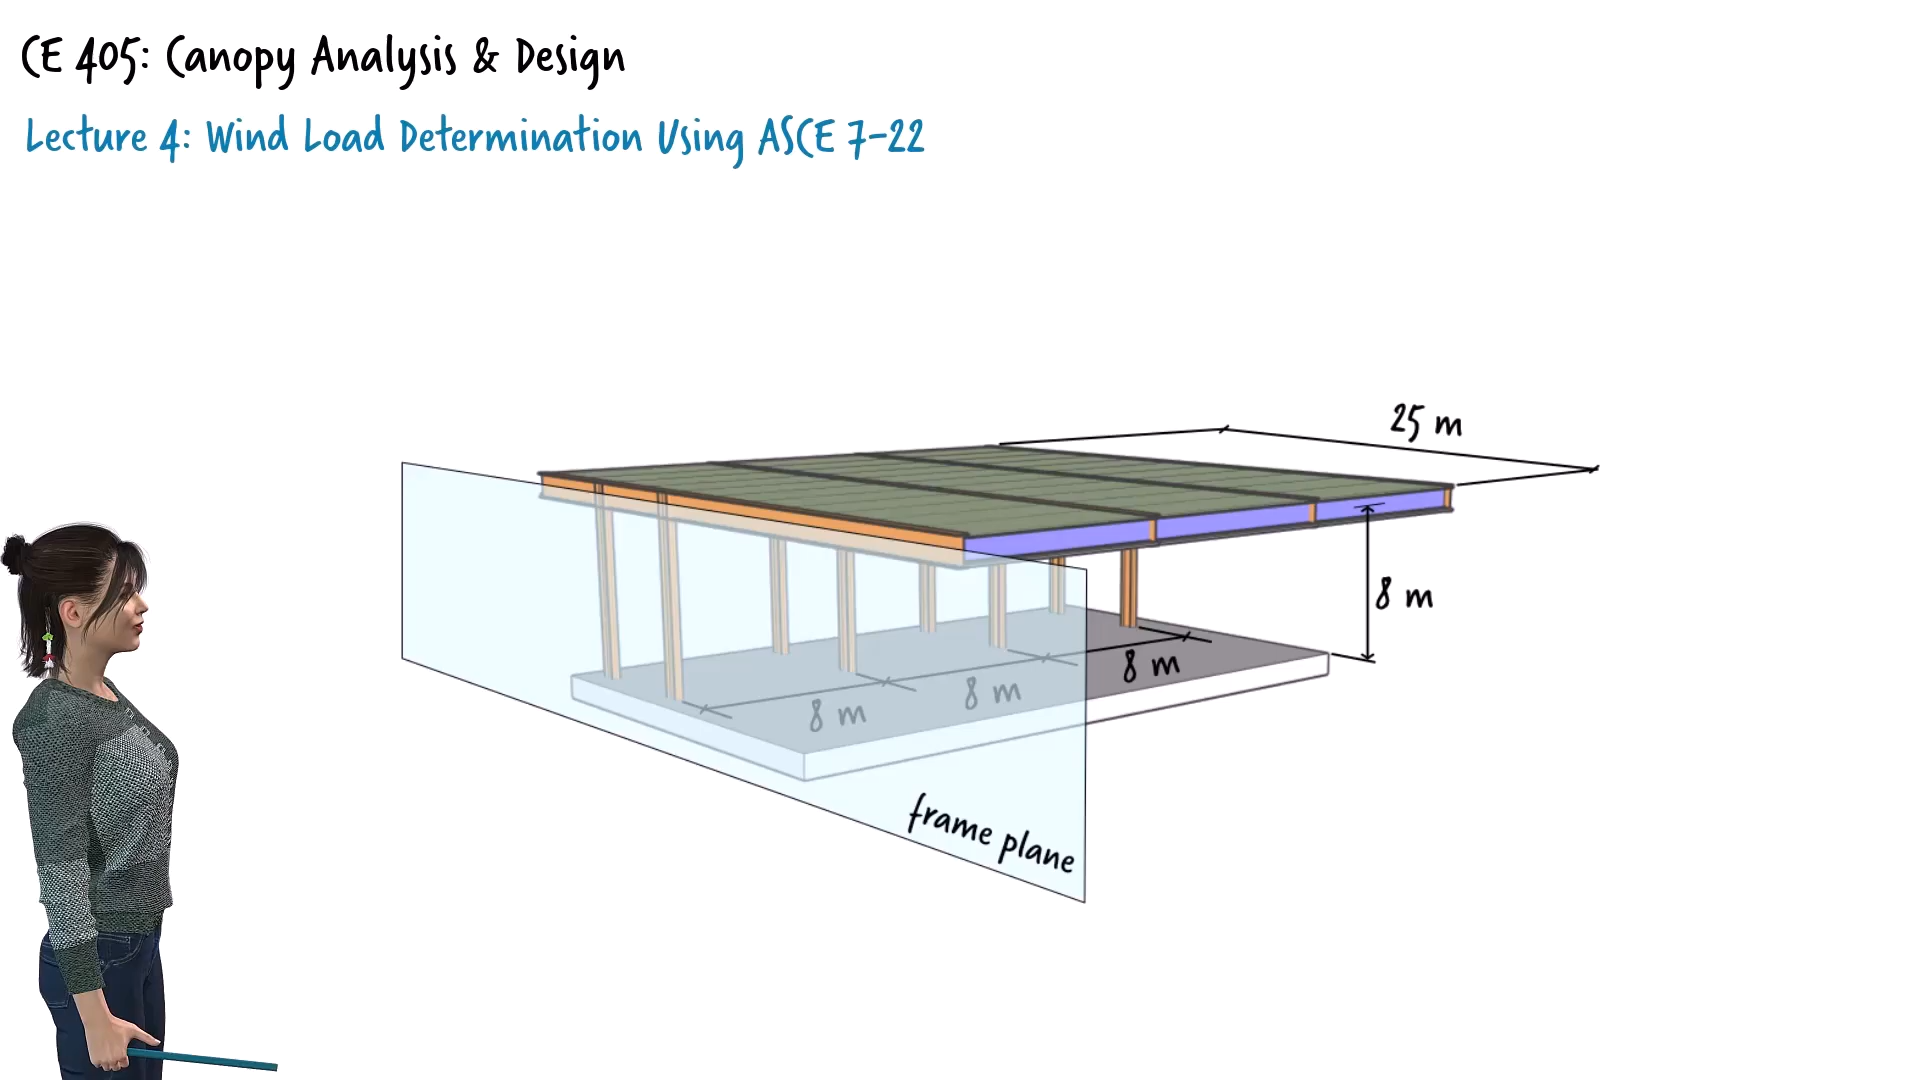 CE 405: Canopy Analysis & Design
Lecture 4: Wind Load Determination Using ASCE 7-22
25 m
8 m
8 m
8 m
8 m
frame plane